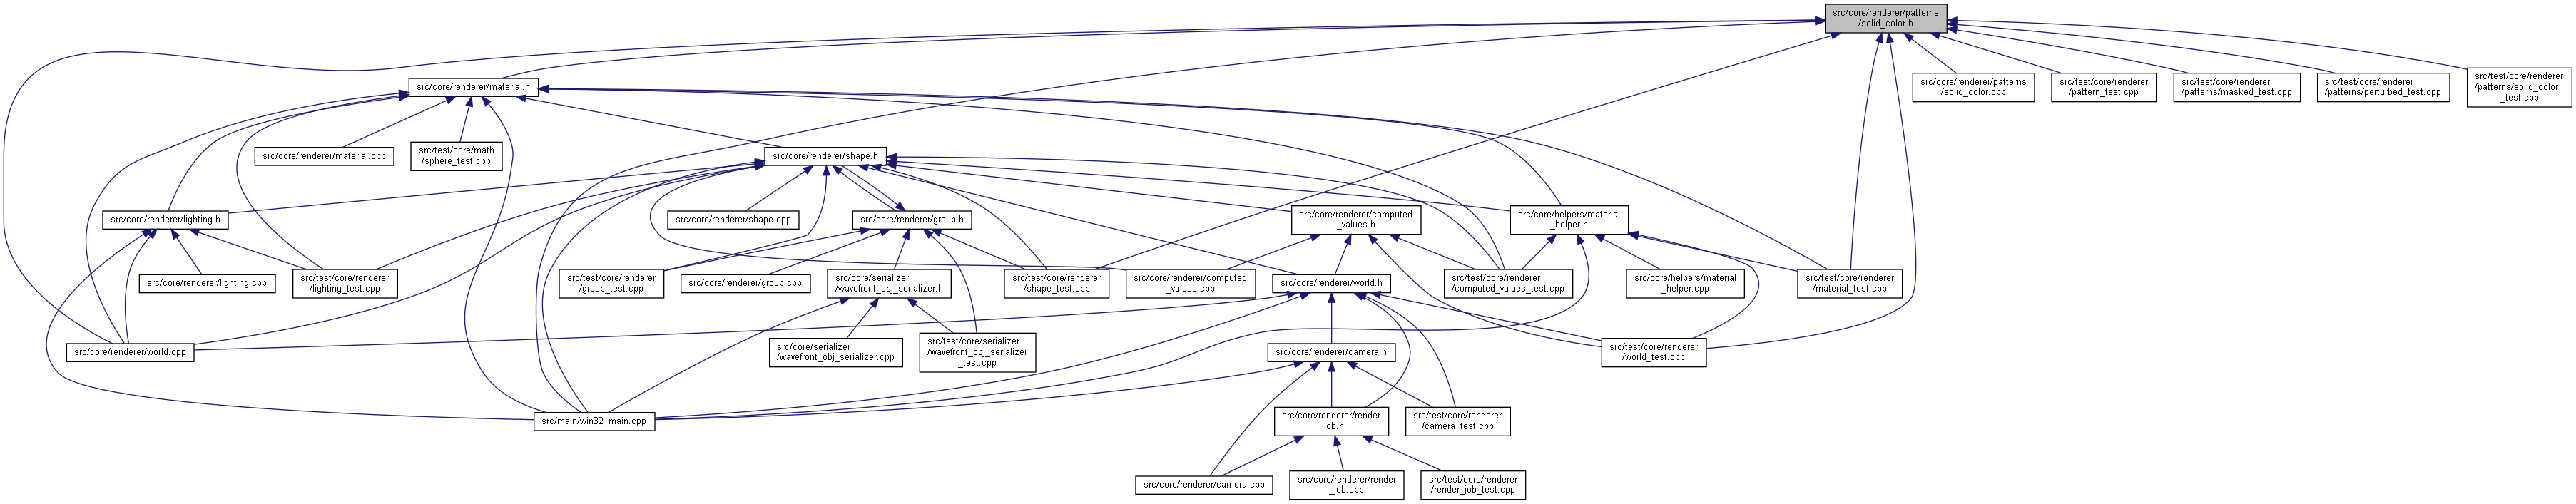 src/core/renderer/patterns
/solid_color.h
src/core/renderer/material.h
src/core/renderer/patterns
/solid_color.cpp
src/test/core/renderer
/pattern_test.cpp
src/test/core/renderer
/patterns/masked_test.cpp
src/test/core/renderer
/patterns/perturbed_test.cpp
src/test/core/renderer
/patterns/solid_color
_test.cpp
src/core/renderer/material.cpp
src/test/core/math
/sphere_test.cpp
src/core/renderer/shape.h
src/core/renderer/lighting.h
src/core/renderer/shape.cpp
src/core/renderer/group.h
src/core/renderer/computed
_values.h
src/core/helpers/material
_helper.h
src/core/renderer/lighting.cpp
src/test/core/renderer
/lighting_test.cpp
src/test/core/renderer
/group_test.cpp
src/core/renderer/group.cpp
src/core/serializer
/wavefront_obj_serializer.h
src/test/core/renderer
/shape_test.cpp
src/core/renderer/computed
_values.cpp
src/core/renderer/world.h
src/test/core/renderer
/computed_values_test.cpp
src/core/helpers/material
_helper.cpp
src/test/core/renderer
/material_test.cpp
src/core/renderer/world.cpp
src/core/serializer
/wavefront_obj_serializer.cpp
src/test/core/serializer
/wavefront_obj_serializer
_test.cpp
src/core/renderer/camera.h
src/test/core/renderer
/world_test.cpp
src/main/win32_main.cpp
src/core/renderer/render
_job.h
src/test/core/renderer
/camera_test.cpp
src/core/renderer/camera.cpp
src/core/renderer/render
_job.cpp
src/test/core/renderer
/render_job_test.cpp